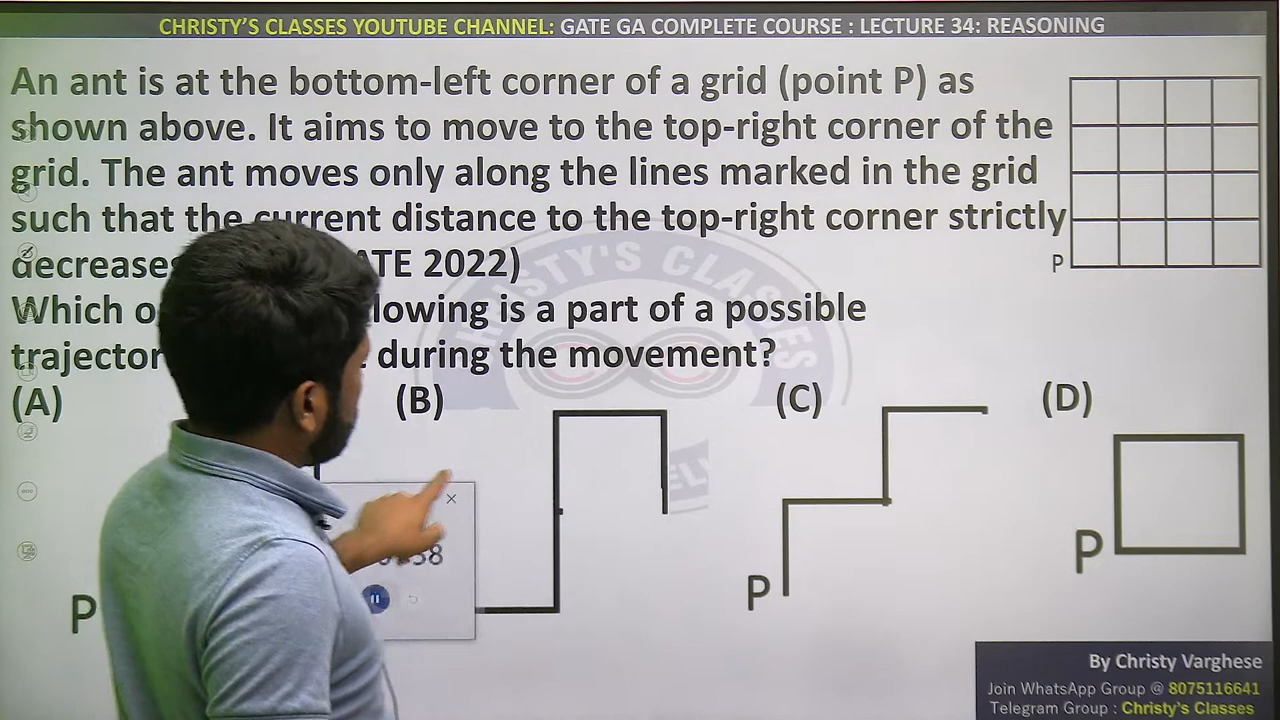 CHRISTY'S CLASSES YOUTUBE CHANNEL: GATE GA COMPLETE COURSE : LECTURE 34: REASONING
An ant is at the bottom-left corner of a grid (point P) as
shown above. It aims to move to the top-right corner of the
grid. The ant moves only along the lines marked in the grid
such that the current distance to the top-right corner strictly
decreases 2022)
P
Which a part of a possible
during the movement?
(A) (B) (C) (D)
CHRISTY'S CLASSES
P P P
By Christy Varghese
Join WhatsApp Group @ 8075116641
Telegram Group : Christy's Classes